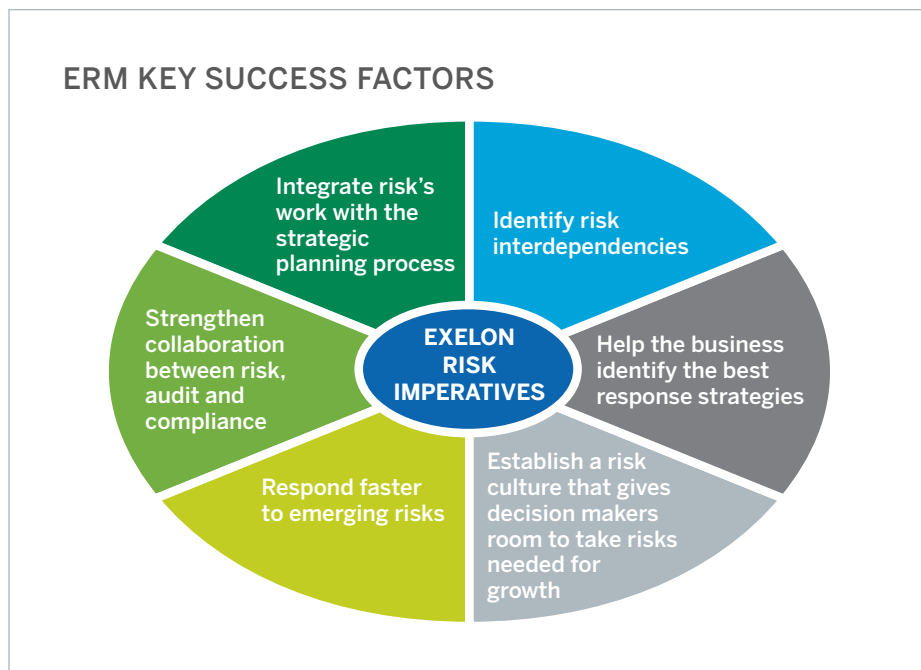 ERM KEY SUCCESS FACTORS
Integrate risk’s
work with the
strategic
planning process
Identify risk
interdependencies
Strengthen
collaboration
between risk,
audit and
compliance
EXELON
RISK
IMPERATIVES
Help the business
identify the best
response strategies
Respond faster
to emerging risks
Establish a risk
culture that gives
decision makers
room to take risks
needed for
growth